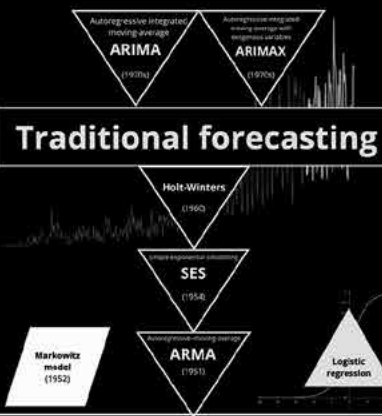 Autoregressive integrated
moving-average
ARIMA
(1970s)
Autoregressive integrated
moving-average with
exogenous variables
ARIMAX
(1970s)
Traditional forecasting
Holt-Winters
(1960)
Simple exponential smoothing
SES
(1954)
Autoregressive-moving-average
ARMA
(1951)
Markowitz
model
(1952)
Logistic
regression